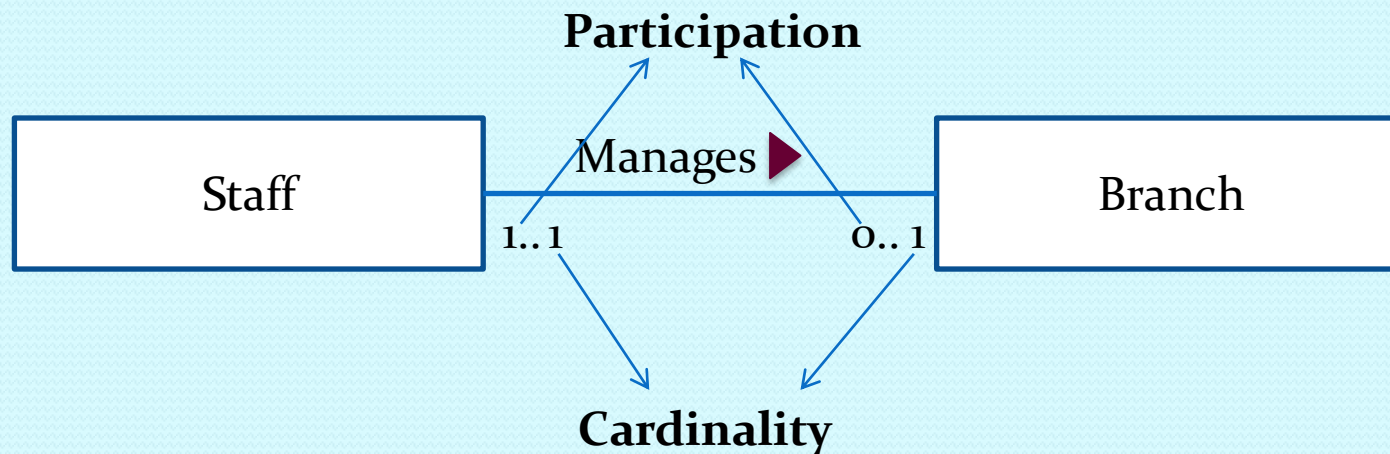 Participation
Manages
Staff
Branch
1.. 1
0.. 1
Cardinality